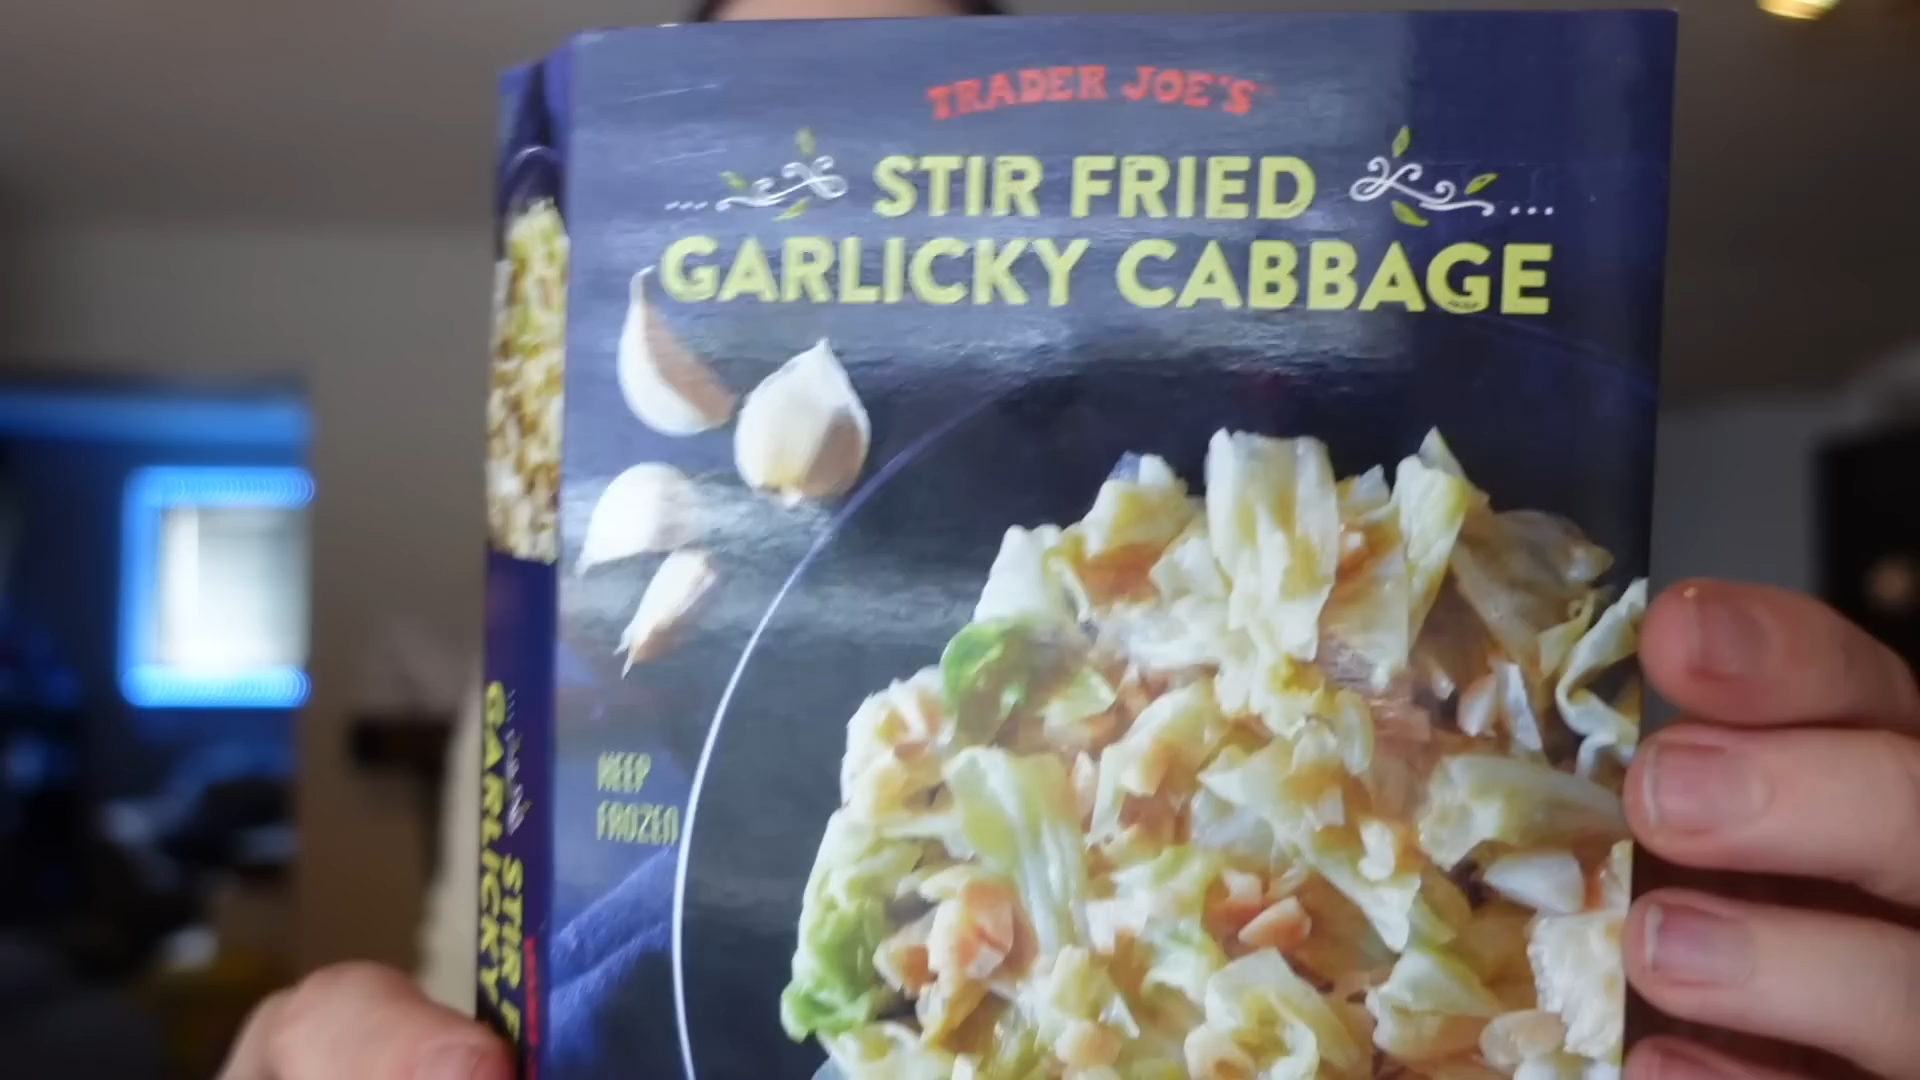 TRADER JOE'S
STIR FRIED
GARLICKY CABBAGE
KEEP
FROZEN
STIR F
GARLICKY